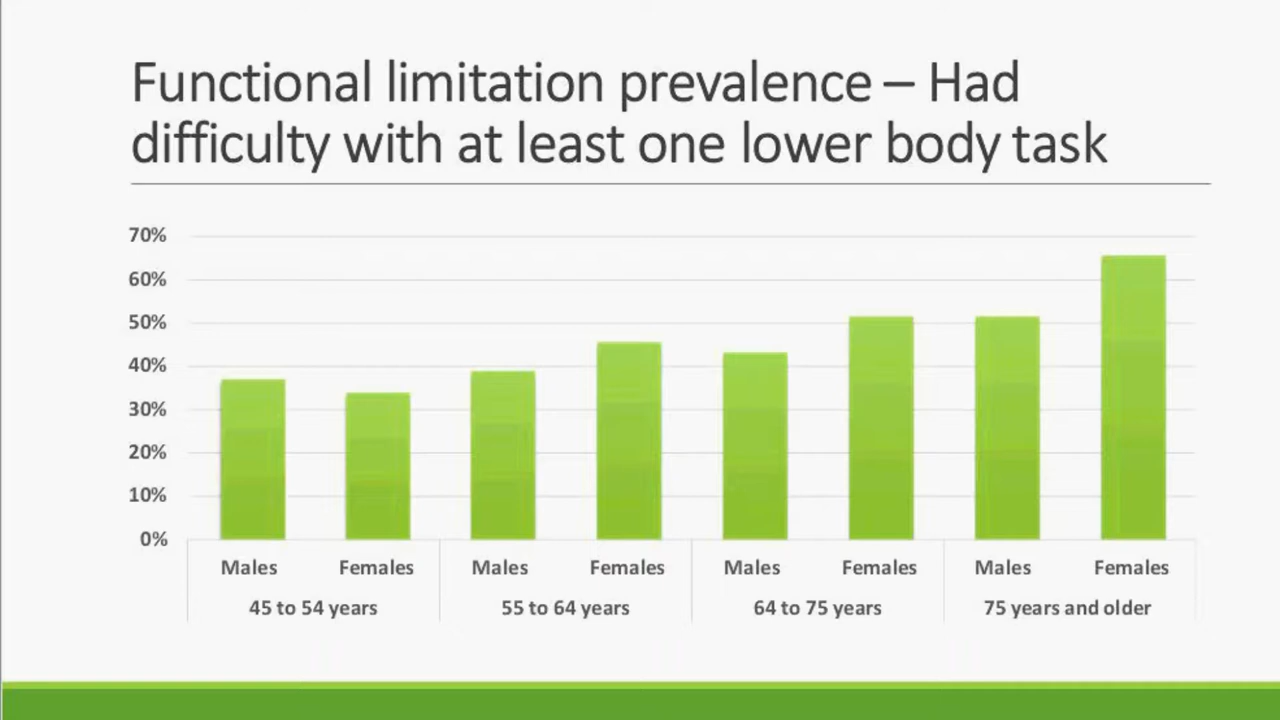 Functional limitation prevalence – Had
difficulty with at least one lower body task
70%
60%
50%
40%
30%
20%
10%
0%
Males Females Males Females Males Females Males Females
45 to 54 years 55 to 64 years 64 to 75 years 75 years and older